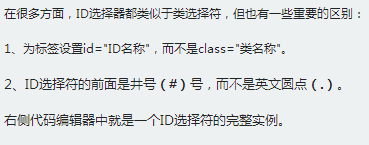 在很多方面，ID选择器都类似于类选择符，但也有一些重要的区别：
1、为标签设置id="ID名称"，而不是class="类名称"。
2、ID选择符的前面是井号（#）号，而不是英文圆点（.）。
右侧代码编辑器中就是一个ID选择符的完整实例。